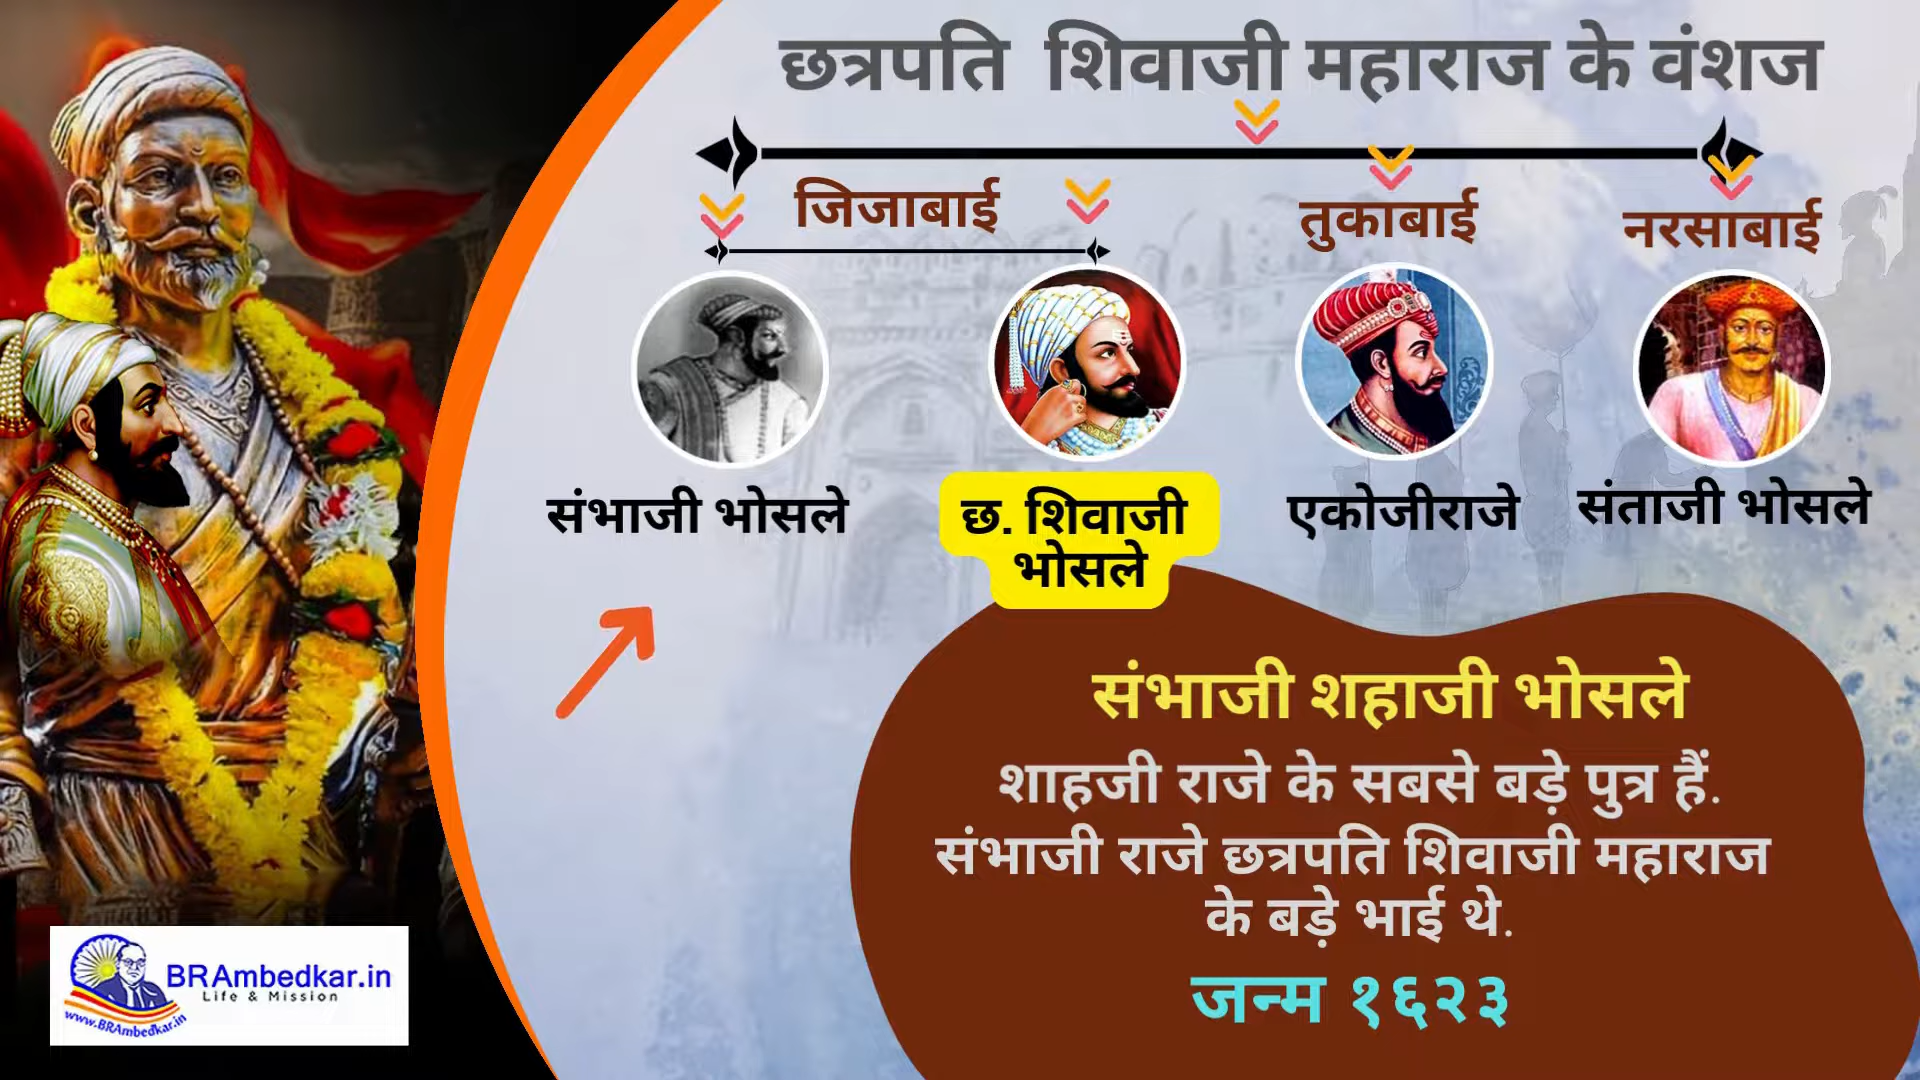 छत्रपति शिवाजी महाराज के वंशज
जिजाबाई
तुकाबाई
नरसाबाई
संभाजी भोसले
छ. शिवाजी
भोसले
एकोजीराजे
संताजी भोसले
संभाजी शहाजी भोसले
शाहजी राजे के सबसे बड़े पुत्र हैं.
संभाजी राजे छत्रपति शिवाजी महाराज
के बड़े भाई थे.
जन्म १६२३
BRAmbedkar.in
Life & Mission
www.BRAmbedkar.in